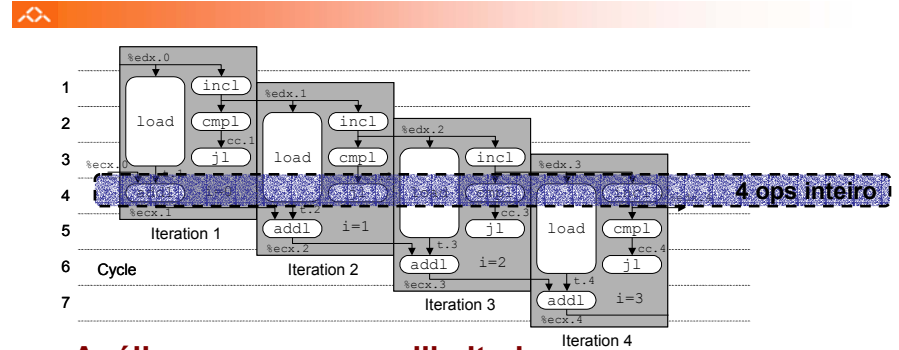 %edx.0
1
incl
%edx.1
load
2
cmpl
incl
%edx.2
cc.1
3
jl
load
cmpl
incl
%edx.3
%ecx.0
4
addl
i=0
4 ops inteiro
%ecx.1
t.2
cc.3
5
Iteration 1
addl
i=1
jl
load
cmpl
%ecx.2
t.3
cc.4
6
Cycle
Iteration 2
addl
i=2
jl
%ecx.3
t.4
7
Iteration 3
addl
i=3
%ecx.4
Iteration 4